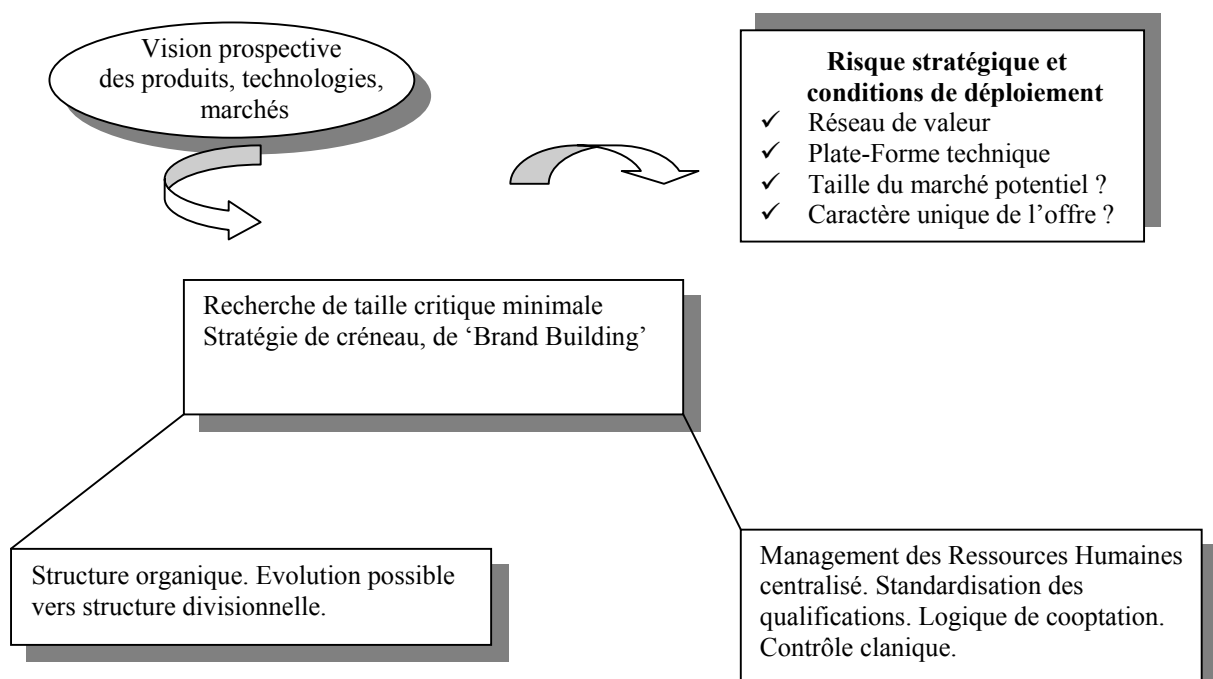 Vision prospective
des produits, technologies,
marchés
Risque stratégique et
conditions de déploiement
✓ Réseau de valeur
✓ Plate-Forme technique
✓ Taille du marché potentiel ?
✓ Caractère unique de l’offre ?
Recherche de taille critique minimale
Stratégie de créneau, de ‘Brand Building’
Structure organique. Evolution possible
vers structure divisionnelle.
Management des Ressources Humaines
centralisé. Standardisation des
qualifications. Logique de cooptation.
Contrôle clanique.